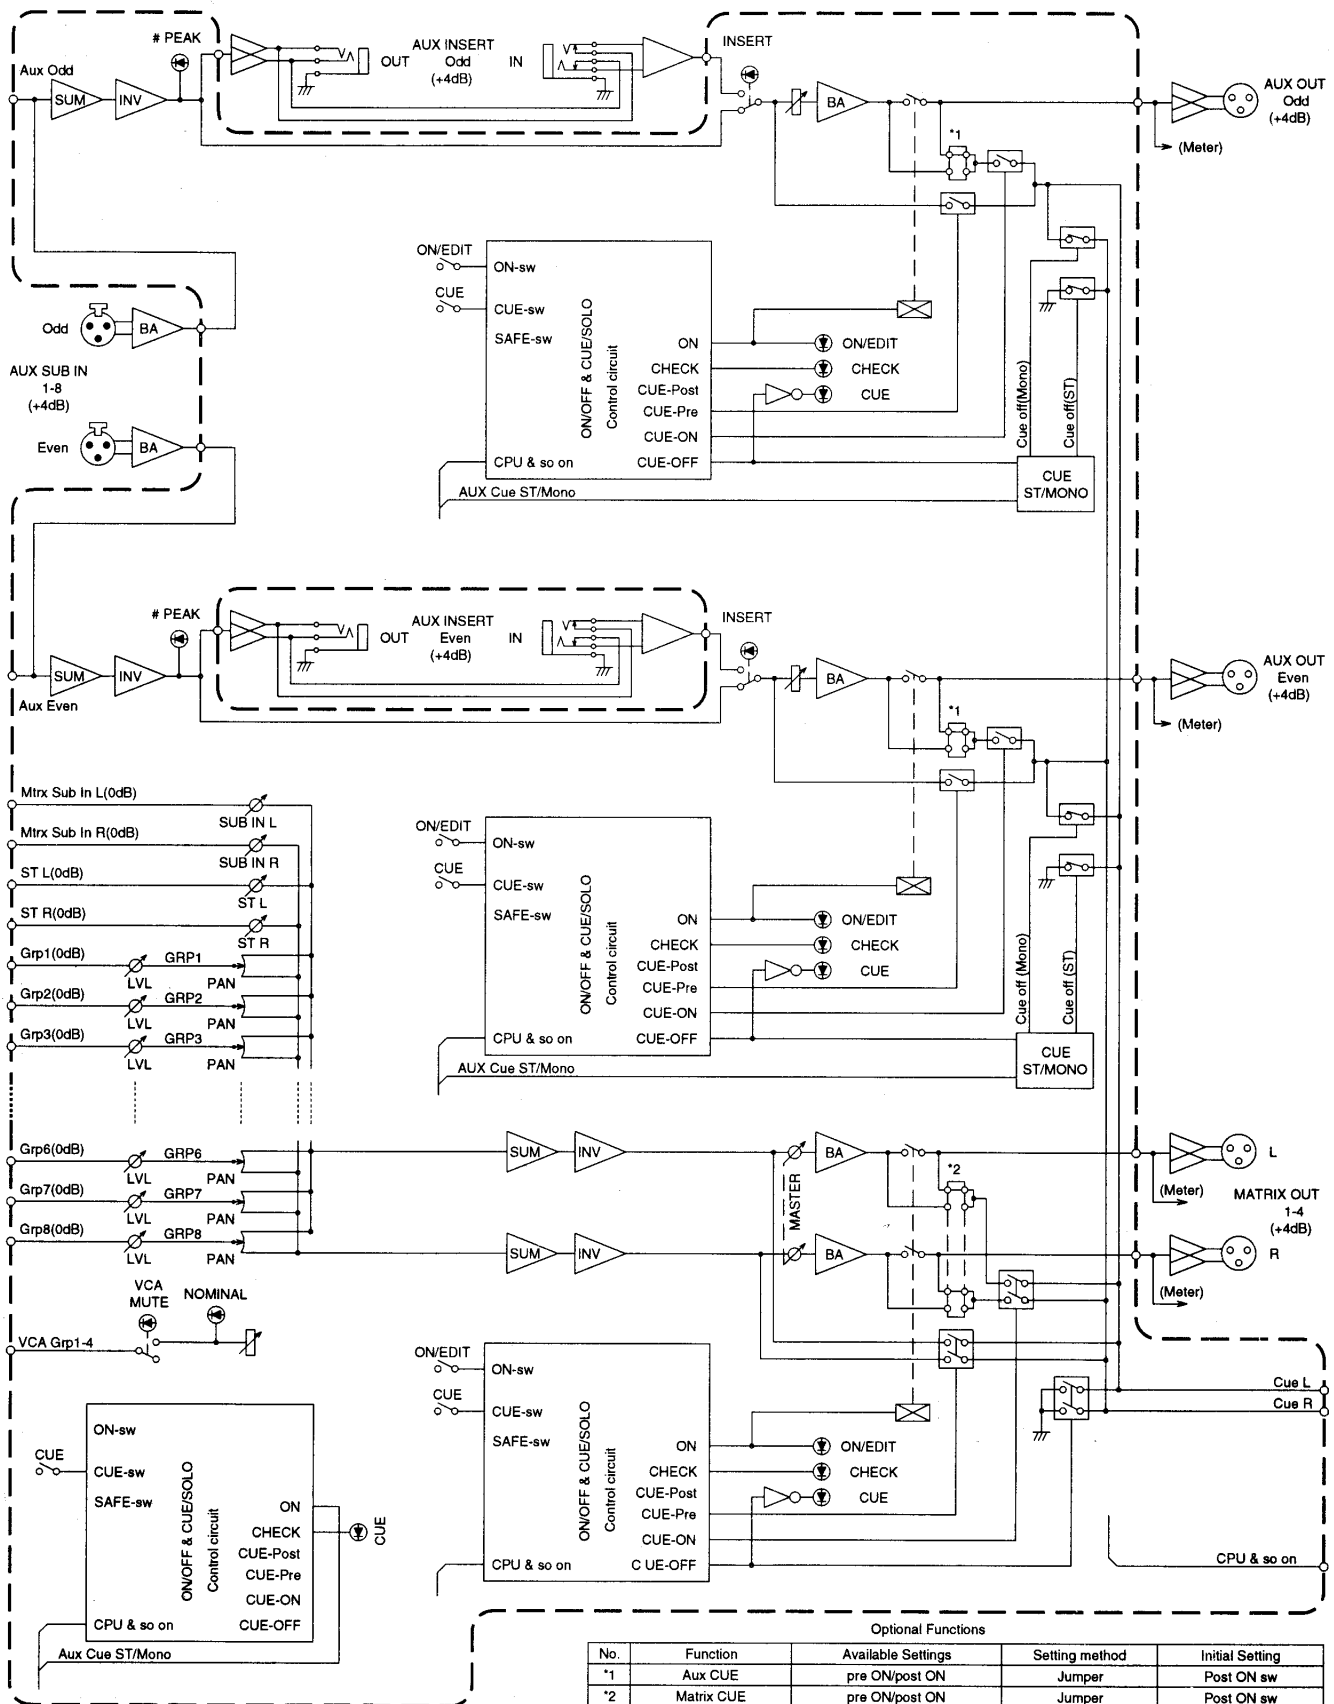 # PEAK
AUX INSERT
Odd
(+4dB)
OUT
IN
INSERT
Aux Odd
SUM
INV
BA
AUX OUT
Odd
(+4dB)
(Meter)
*1
ON/EDIT
CUE
ON-sw
CUE-sw
SAFE-sw
ON/OFF & CUE/SOLO
Control circuit
ON
CHECK
CUE-Post
CUE-Pre
CUE-ON
CUE-OFF
CPU & so on
ON/EDIT
CHECK
CUE
AUX Cue ST/Mono
Cue off(Mono)
Cue off(ST)
CUE
ST/MONO
Odd
BA
AUX SUB IN
1-8
(+4dB)
Even
BA
# PEAK
AUX INSERT
Even
(+4dB)
OUT
IN
INSERT
SUM
INV
Aux Even
BA
AUX OUT
Even
(+4dB)
(Meter)
*1
ON/EDIT
CUE
ON-sw
CUE-sw
SAFE-sw
ON/OFF & CUE/SOLO
Control circuit
ON
CHECK
CUE-Post
CUE-Pre
CUE-ON
CUE-OFF
CPU & so on
ON/EDIT
CHECK
CUE
AUX Cue ST/Mono
Cue off (Mono)
Cue off (ST)
CUE
ST/MONO
Mtrx Sub In L(0dB)
SUB IN L
Mtrx Sub In R(0dB)
SUB IN R
ST L(0dB)
ST L
ST R(0dB)
ST R
Grp1(0dB)
GRP1
LVL
PAN
Grp2(0dB)
GRP2
LVL
PAN
Grp3(0dB)
GRP3
LVL
PAN
Grp6(0dB)
GRP6
LVL
PAN
Grp7(0dB)
GRP7
LVL
PAN
Grp8(0dB)
GRP8
LVL
PAN
SUM
INV
BA
SUM
INV
BA
MASTER
*2
L
(Meter)
MATRIX OUT
1-4
(+4dB)
R
(Meter)
VCA
MUTE
NOMINAL
VCA Grp1-4
ON/EDIT
CUE
ON-sw
CUE-sw
SAFE-sw
ON/OFF & CUE/SOLO
Control circuit
ON
CHECK
CUE-Post
CUE-Pre
CUE-ON
C UE-OFF
CPU & so on
ON/EDIT
CHECK
CUE
Cue L
Cue R
CPU & so on
CUE
ON-sw
CUE-sw
SAFE-sw
ON/OFF & CUE/SOLO
Control circuit
ON
CHECK
CUE-Post
CUE-Pre
CUE-ON
CUE-OFF
CPU & so on
CUE
Aux Cue ST/Mono
Optional Functions
No. Function Available Settings Setting method Initial Setting
*1 Aux CUE pre ON/post ON Jumper Post ON sw
*2 Matrix CUE pre ON/post ON Jumper Post ON sw